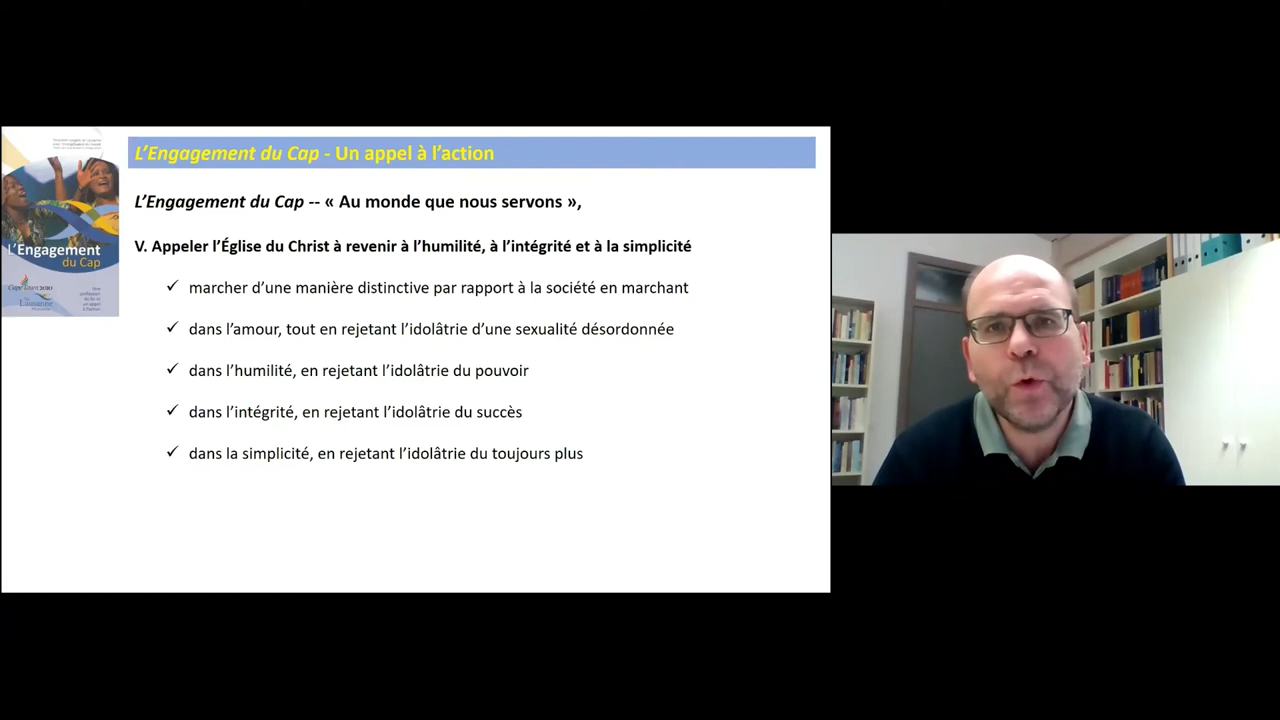 L'Engagement du Cap - Un appel à l'action
L'Engagement du Cap -- « Au monde que nous servons »,
V. Appeler l'Église du Christ à revenir à l'humilité, à l'intégrité et à la simplicité
✓ marcher d'une manière distinctive par rapport à la société en marchant
✓ dans l'amour, tout en rejetant l'idolâtrie d'une sexualité désordonnée
✓ dans l'humilité, en rejetant l'idolâtrie du pouvoir
✓ dans l'intégrité, en rejetant l'idolâtrie du succès
✓ dans la simplicité, en rejetant l'idolâtrie du toujours plus
L'Engagement
du Cap